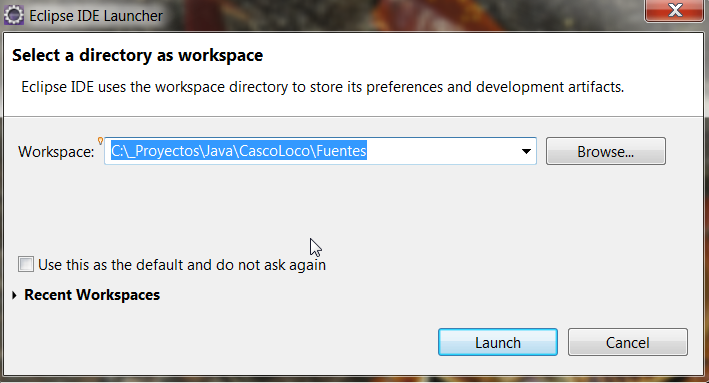 Eclipse IDE Launcher
Select a directory as workspace
Eclipse IDE uses the workspace directory to store its preferences and development artifacts.
Workspace: C:\_Proyectos\Java\CascoLoco\Fuentes Browse...
Use this as the default and do not ask again
Recent Workspaces
Launch Cancel